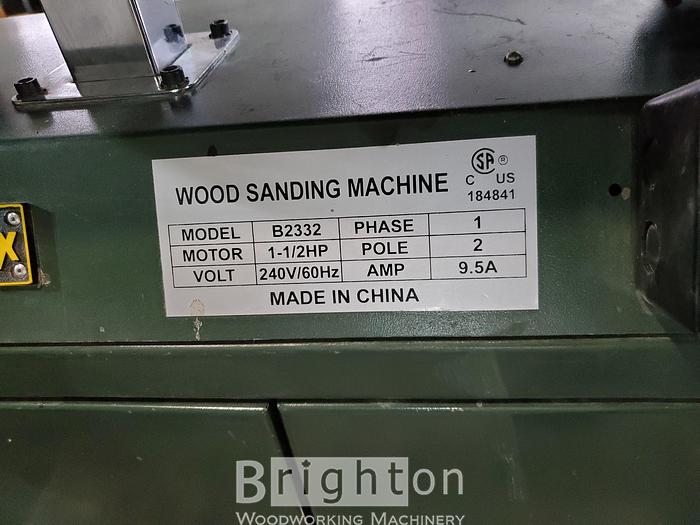 WOOD SANDING MACHINE
SA ®
C US
184841
MODEL B2332 PHASE 1
MOTOR 1-1/2HP POLE 2
VOLT 240V/60Hz AMP 9.5A
MADE IN CHINA
X
Brighton
WOODWORKING MACHINERY